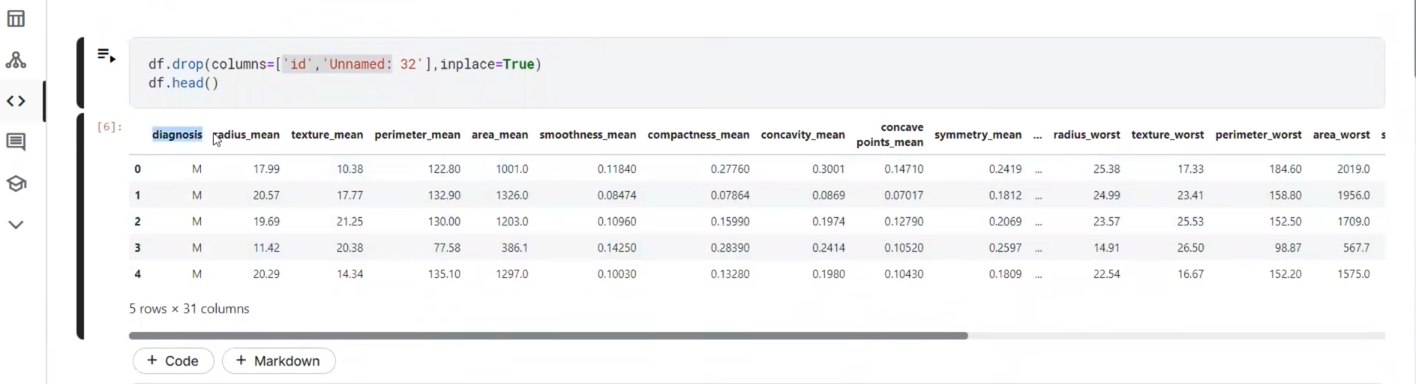 df.drop(columns=['id','Unnamed: 32'],inplace=True)
df.head()
[6]:
diagnosis radius_mean texture_mean perimeter_mean area_mean smoothness_mean compactness_mean concavity_mean concave points_mean symmetry_mean ... radius_worst texture_worst perimeter_worst area_worst s
0 M 17.99 10.38 122.80 1001.0 0.11840 0.27760 0.3001 0.14710 0.2419 ... 25.38 17.33 184.60 2019.0
1 M 20.57 17.77 132.90 1326.0 0.08474 0.07864 0.0869 0.07017 0.1812 ... 24.99 23.41 158.80 1956.0
2 M 19.69 21.25 130.00 1203.0 0.10960 0.15990 0.1974 0.12790 0.2069 ... 23.57 25.53 152.50 1709.0
3 M 11.42 20.38 77.58 386.1 0.14250 0.28390 0.2414 0.10520 0.2597 ... 14.91 26.50 98.87 567.7
4 M 20.29 14.34 135.10 1297.0 0.10030 0.13280 0.1980 0.10430 0.1809 ... 22.54 16.67 152.20 1575.0
5 rows × 31 columns
+ Code + Markdown